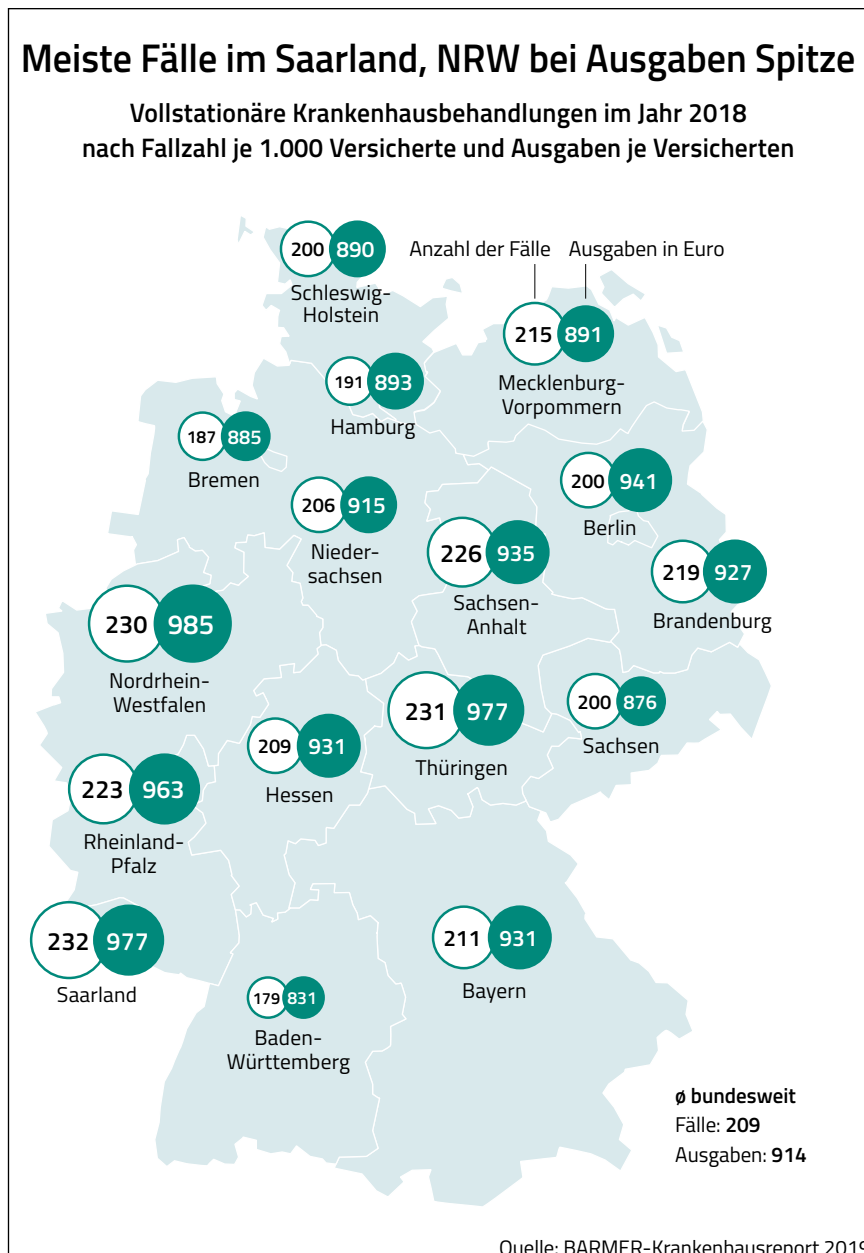 Meiste Fälle im Saarland, NRW bei Ausgaben Spitze
Vollstationäre Krankenhausbehandlungen im Jahr 2018
nach Fallzahl je 1.000 Versicherte und Ausgaben je Versicherten
Anzahl der Fälle
Ausgaben in Euro
200 890
Schleswig-
Holstein
215 891
Mecklenburg-
Vorpommern
191 893
Hamburg
187 885
Bremen
200 941
Berlin
206 915
Nieder-
sachsen
226 935
Sachsen-
Anhalt
219 927
Brandenburg
230 985
Nordrhein-
Westfalen
231 977
Thüringen
200 876
Sachsen
209 931
Hessen
223 963
Rheinland-
Pfalz
232 977
Saarland
211 931
Bayern
179 831
Baden-
Württemberg
ø bundesweit
Fälle: 209
Ausgaben: 914
Quelle: BARMER-Krankenhausreport 2019